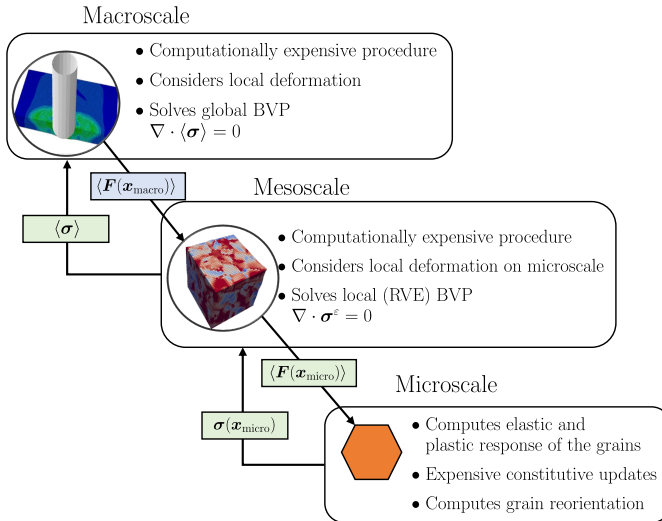 Macroscale
• Computationally expensive procedure
• Considers local deformation
• Solves global BVP
∇ · ⟨σ⟩ = 0
⟨F(x_macro)⟩
⟨σ⟩
Mesoscale
• Computationally expensive procedure
• Considers local deformation on microscale
• Solves local (RVE) BVP
∇ · σ^ε = 0
⟨F(x_micro)⟩
σ(x_micro)
Microscale
• Computes elastic and
plastic response of the grains
• Expensive constitutive updates
• Computes grain reorientation